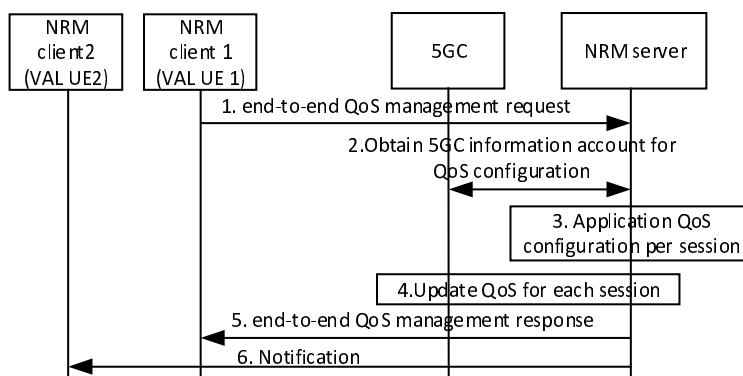 NRM
client2
(VAL UE2)
NRM
client 1
(VAL UE 1)
5GC
NRM server
1. end-to-end QoS management request
2.Obtain 5GC information account for
QoS configuration
3. Application QoS
configuration per session
4.Update QoS for each session
5. end-to-end QoS management response
6. Notification